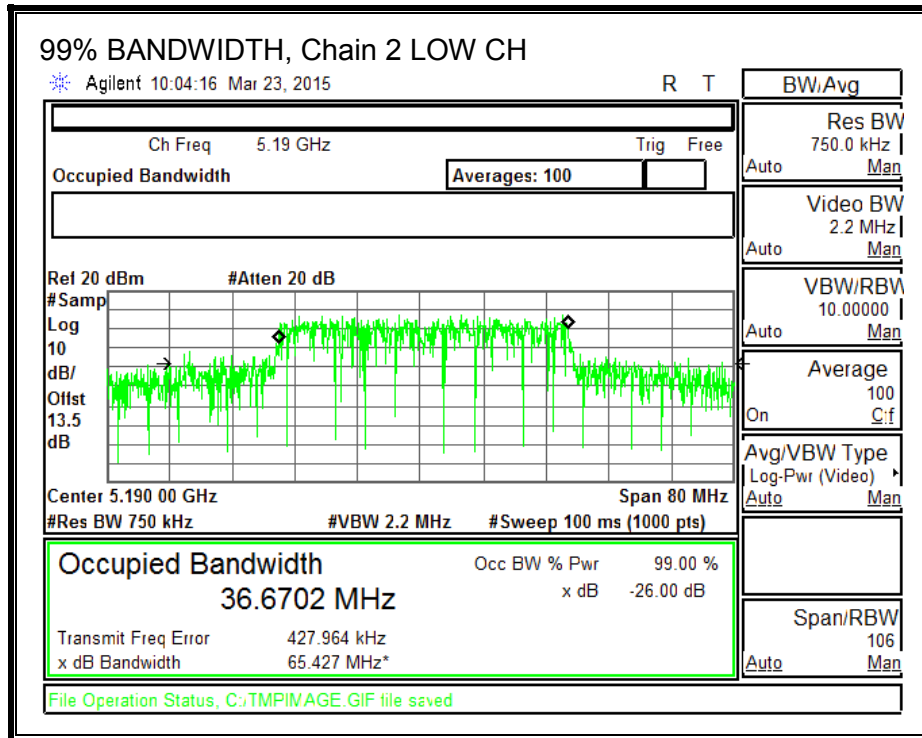 99% BANDWIDTH, Chain 2 LOW CH
Agilent 10:04:16 Mar 23, 2015 R T
Ch Freq 5.19 GHz Trig Free
Occupied Bandwidth Averages: 100
Ref 20 dBm #Atten 20 dB
#Samp
Log
10
dB/
Offst
13.5
dB
Center 5.190 00 GHz Span 80 MHz
#Res BW 750 kHz #VBW 2.2 MHz #Sweep 100 ms (1000 pts)
Occupied Bandwidth
36.6702 MHz
Occ BW % Pwr 99.00 %
x dB -26.00 dB
Transmit Freq Error 427.964 kHz
x dB Bandwidth 65.427 MHz*
File Operation Status, C:\TMPIMAGE.GIF file saved
BW/Avg
Res BW
750.0 kHz
Auto Man
Video BW
2.2 MHz
Auto Man
VBW/RBW
10.00000
Auto Man
Average
100
On Off
Avg/VBW Type
Log-Pwr (Video)
Auto Man
Span/RBW
106
Auto Man